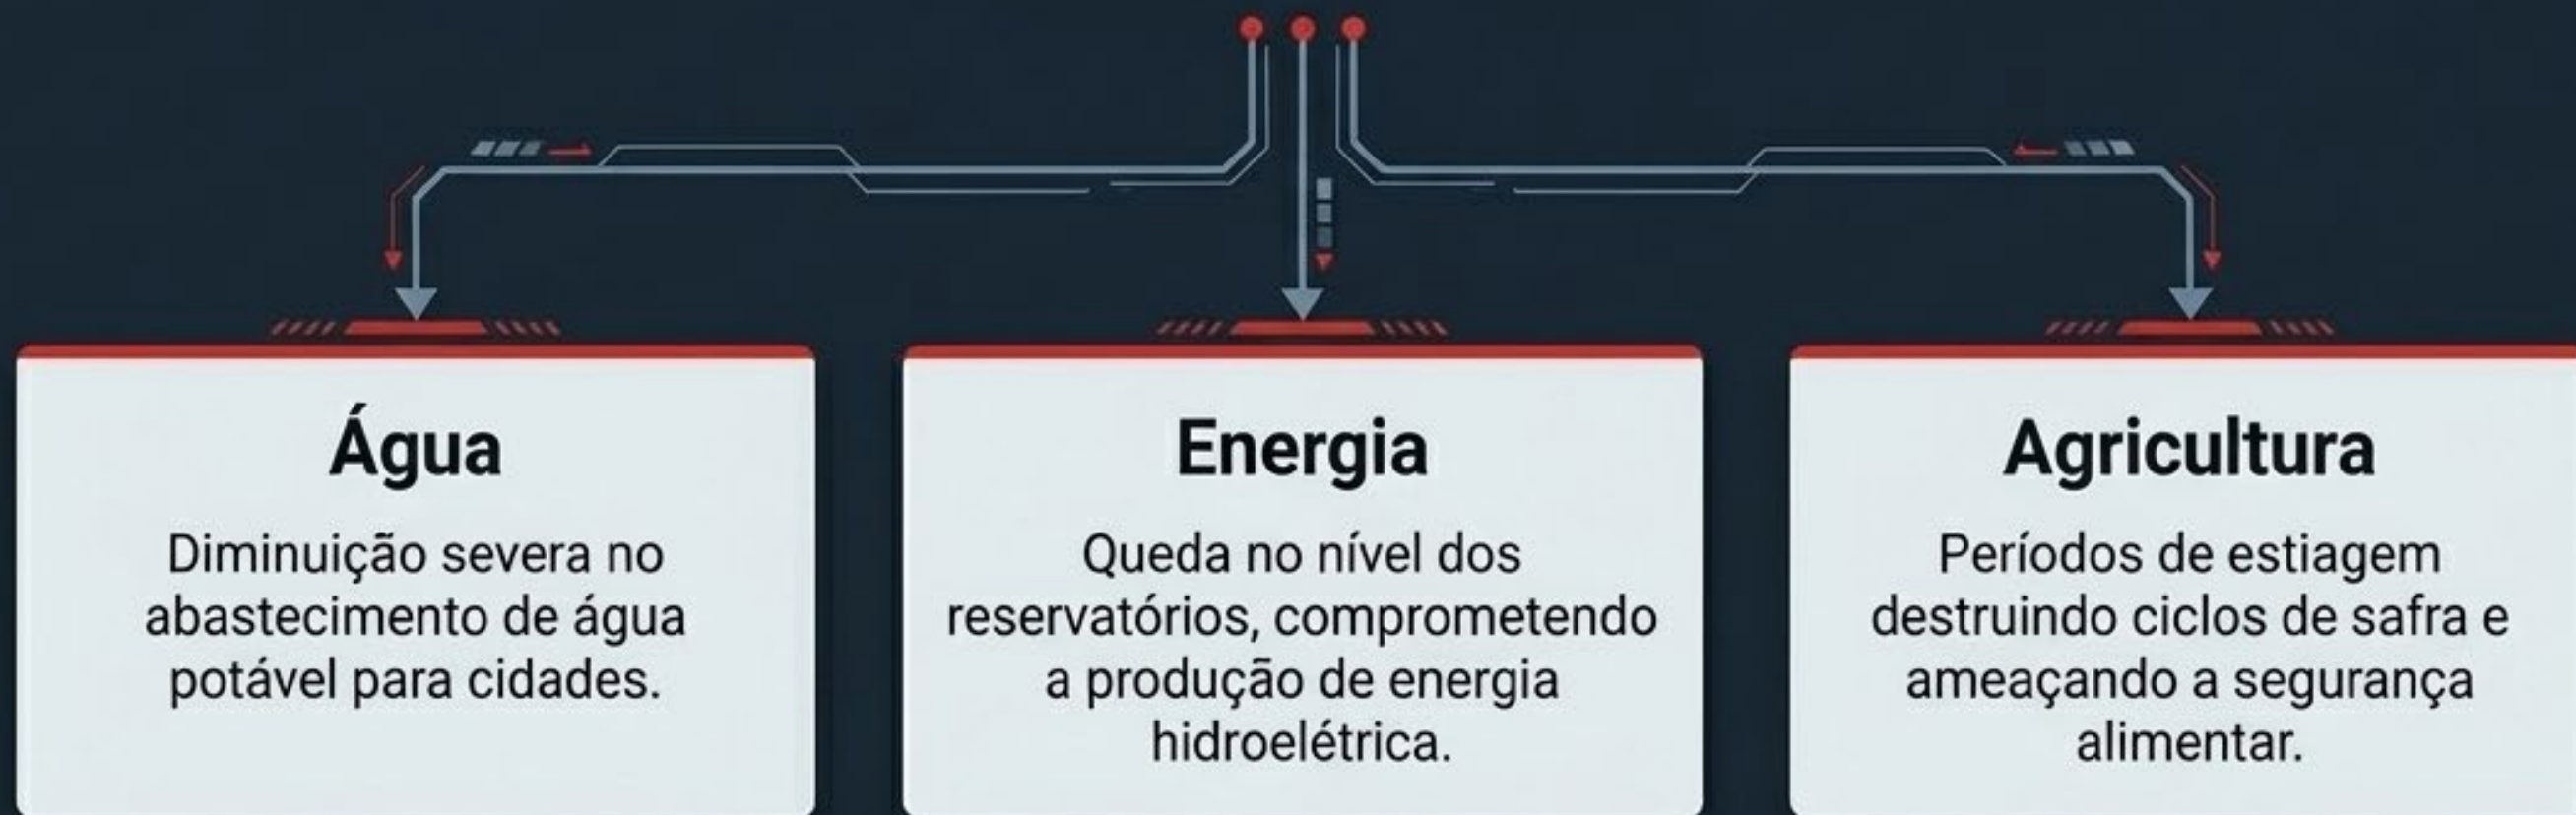 Água
Diminuição severa no
abastecimento de água
potável para cidades.
Energia
Queda no nível dos
reservatórios, comprometendo
a produção de energia
hidroelétrica.
Agricultura
Períodos de estiagem
destruindo ciclos de safra e
ameaçando a segurança
alimentar.